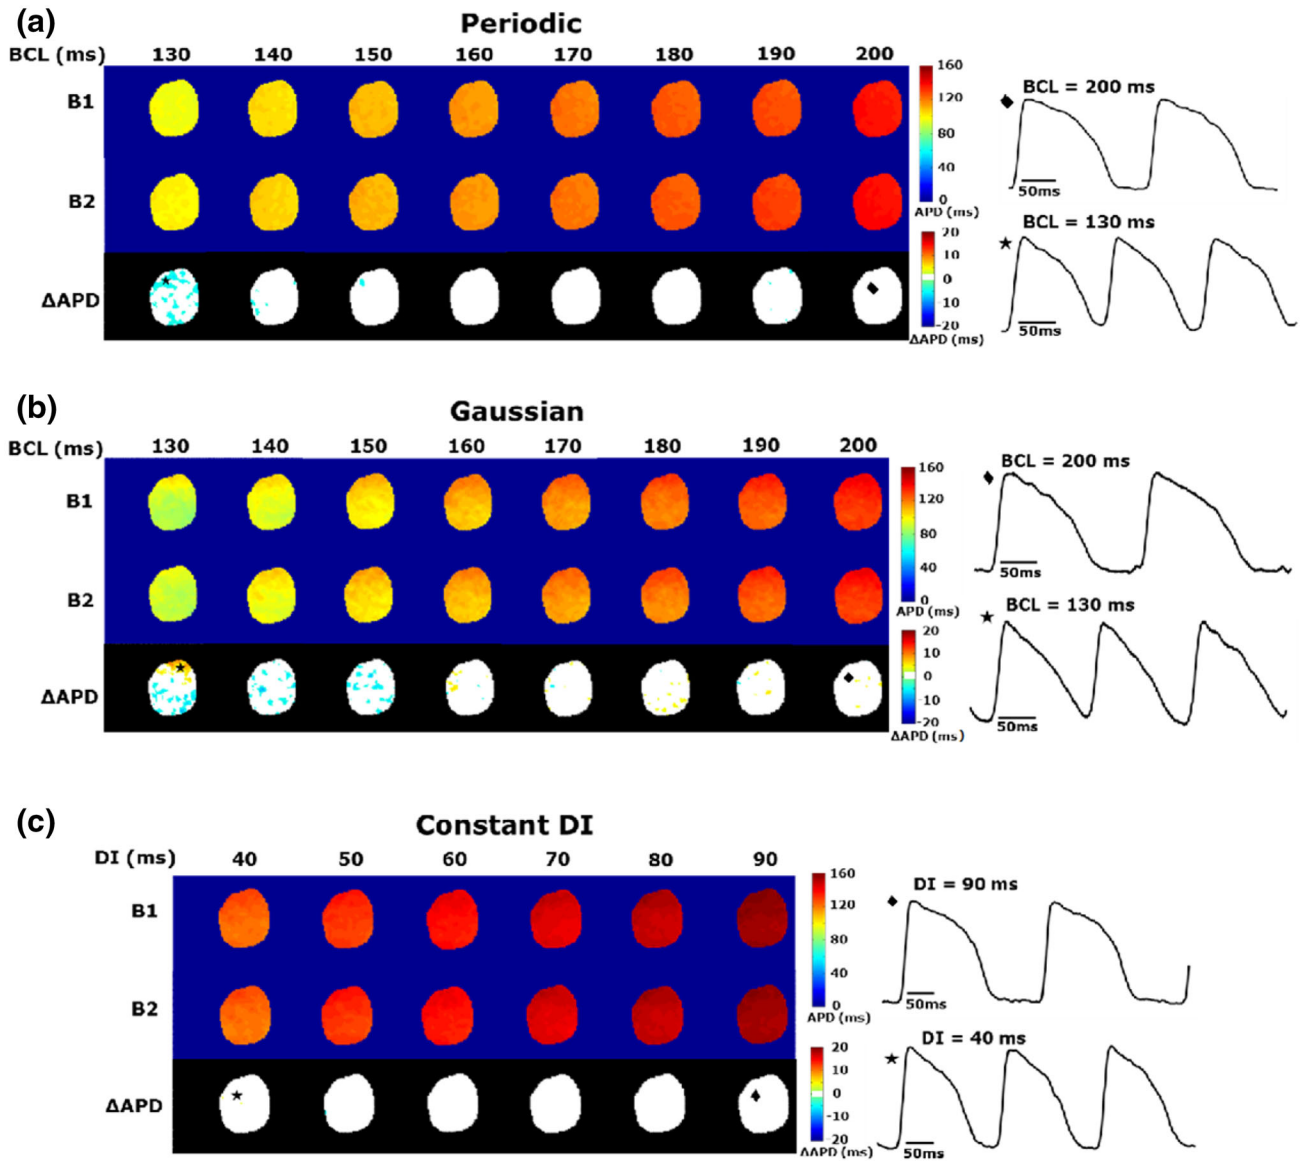 (a)
Periodic
BCL (ms) 130 140 150 160 170 180 190 200
B1
B2
ΔAPD
160
120
80
40
0
APD (ms)
20
10
0
-10
-20
ΔAPD (ms)
BCL = 200 ms
50ms
BCL = 130 ms
50ms
(b)
Gaussian
BCL (ms) 130 140 150 160 170 180 190 200
B1
B2
ΔAPD
160
120
80
40
0
APD (ms)
20
10
0
-10
-20
ΔAPD (ms)
BCL = 200 ms
50ms
BCL = 130 ms
50ms
(c)
Constant DI
DI (ms) 40 50 60 70 80 90
B1
B2
ΔAPD
160
120
80
40
0
APD (ms)
20
10
0
-10
20
ΔAPD (ms)
DI = 90 ms
50ms
DI = 40 ms
50ms